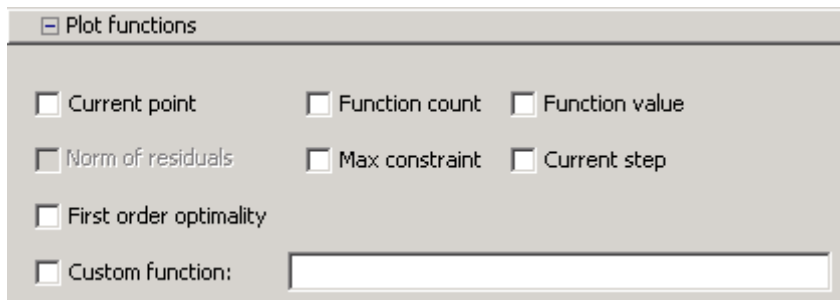 Plot functions
Current point Function count Function value
Norm of residuals Max constraint Current step
First order optimality
Custom function: